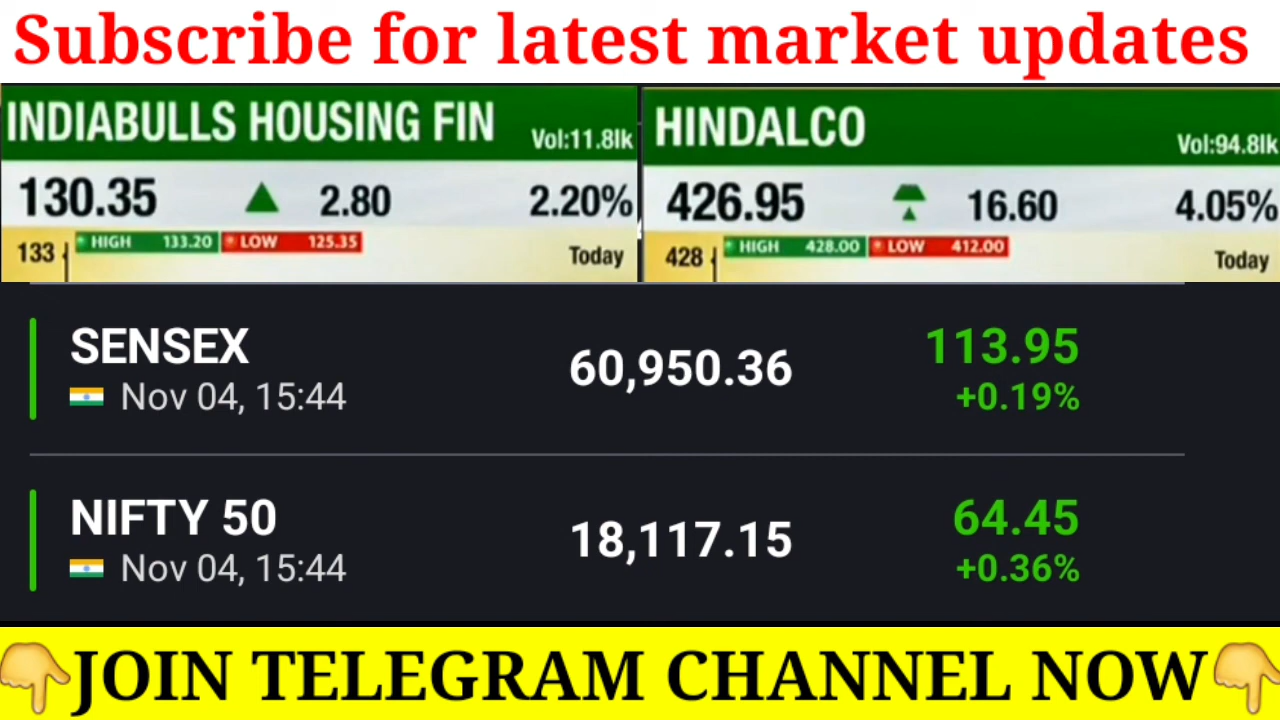 Subscribe for latest market updates
INDIABULLS HOUSING FIN Vol:11.8lk
130.35 2.80 2.20%
133 HIGH 133.20 LOW 125.35 Today
HINDALCO Vol:94.8lk
426.95 16.60 4.05%
428 HIGH 428.00 LOW 412.00 Today
SENSEX 60,950.36 113.95
Nov 04, 15:44 +0.19%
NIFTY 50 18,117.15 64.45
Nov 04, 15:44 +0.36%
👇JOIN TELEGRAM CHANNEL NOW👇